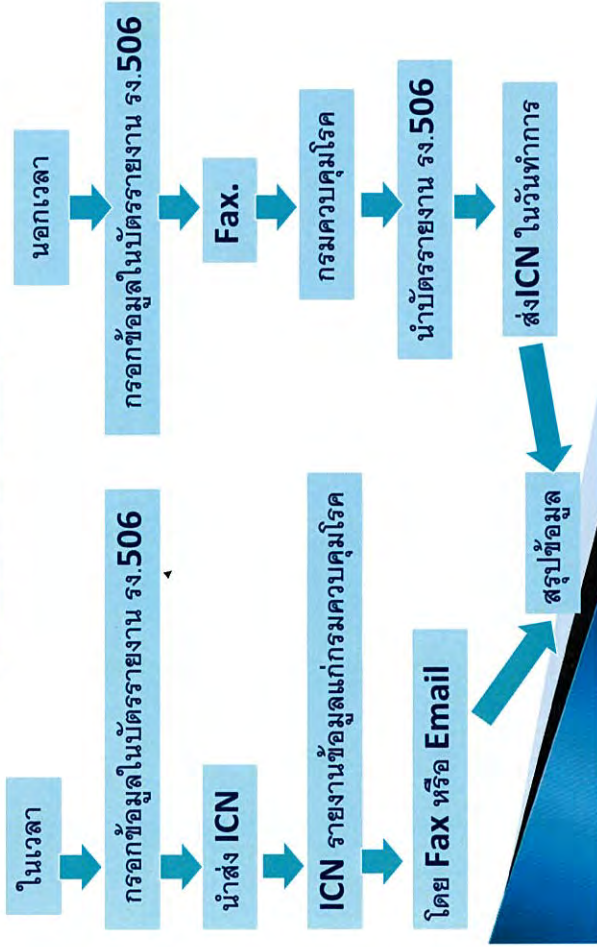 ในเวลา
กรอกข้อมูลในบัตรรายงาน รง.506
นำส่ง ICN
ICN รายงานข้อมูลแก่กรมควบคุมโรค
โดย Fax หรือ Email
นอกเวลา
กรอกข้อมูลในบัตรรายงาน รง.506
Fax.
กรมควบคุมโรค
นำบัตรรายงาน รง.506
ส่งICN ในวันทำการ
สรุปข้อมูล